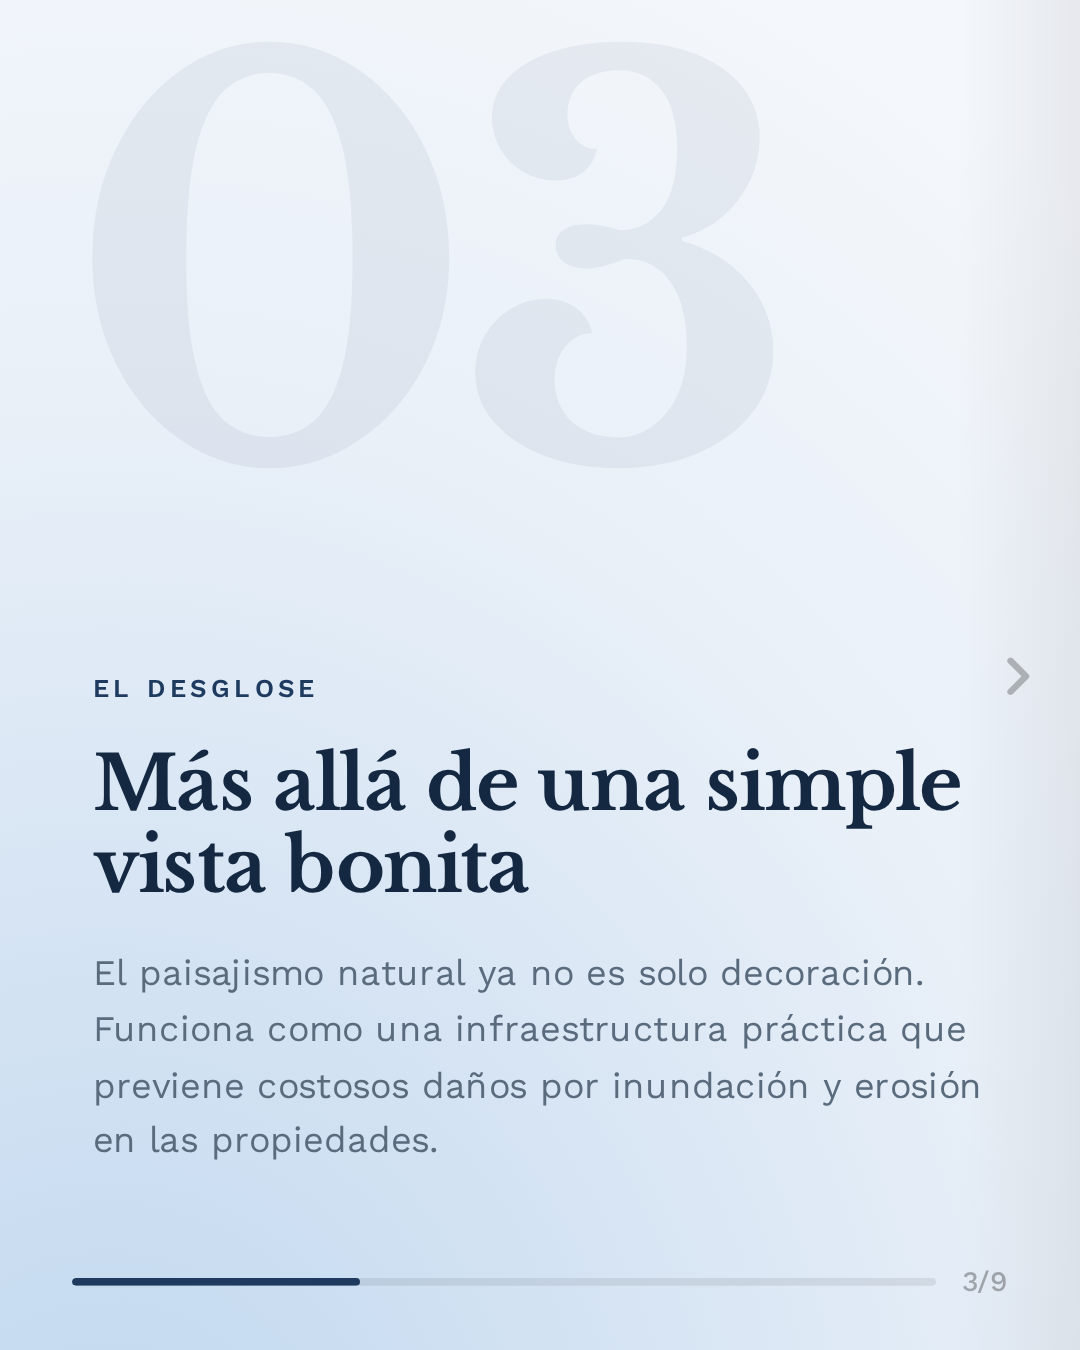 03
EL DESGLOSE
Más allá de una simple
vista bonita
El paisajismo natural ya no es solo decoración.
Funciona como una infraestructura práctica que
previene costosos daños por inundación y erosión
en las propiedades.
3/9